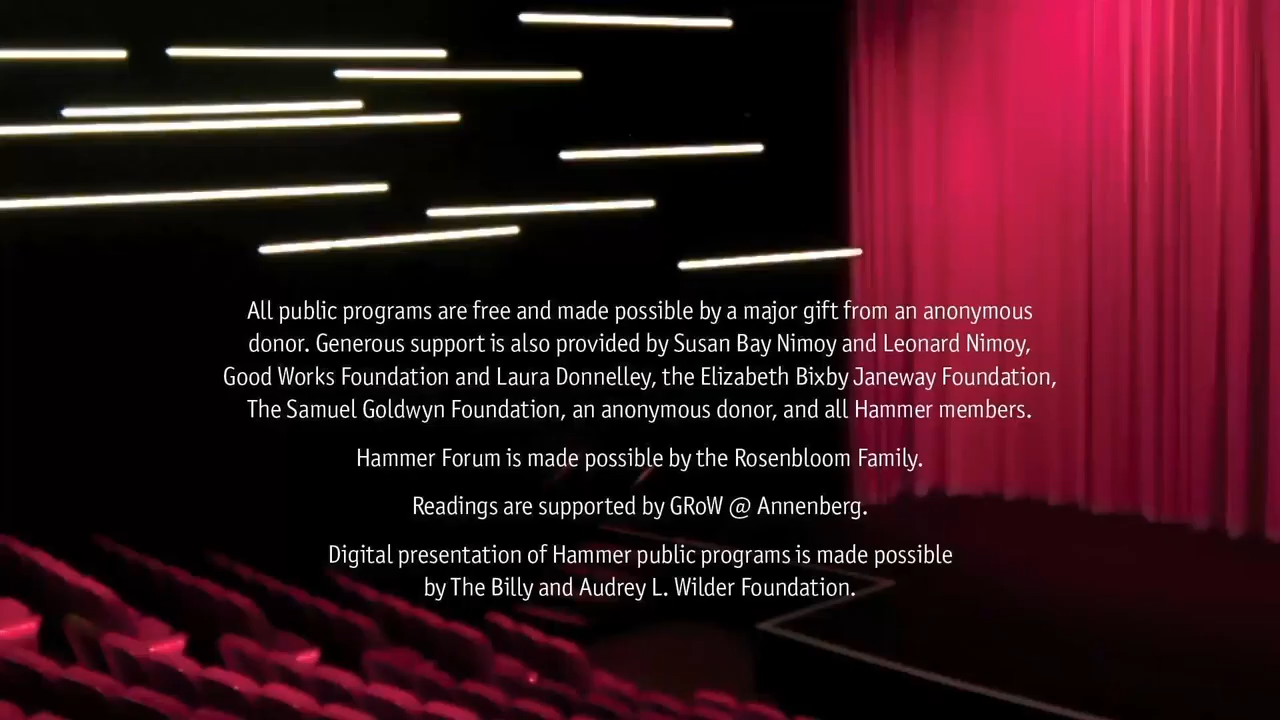 All public programs are free and made possible by a major gift from an anonymous
donor. Generous support is also provided by Susan Bay Nimoy and Leonard Nimoy,
Good Works Foundation and Laura Donnelley, the Elizabeth Bixby Janeway Foundation,
The Samuel Goldwyn Foundation, an anonymous donor, and all Hammer members.
Hammer Forum is made possible by the Rosenbloom Family.
Readings are supported by GRoW @ Annenberg.
Digital presentation of Hammer public programs is made possible
by The Billy and Audrey L. Wilder Foundation.